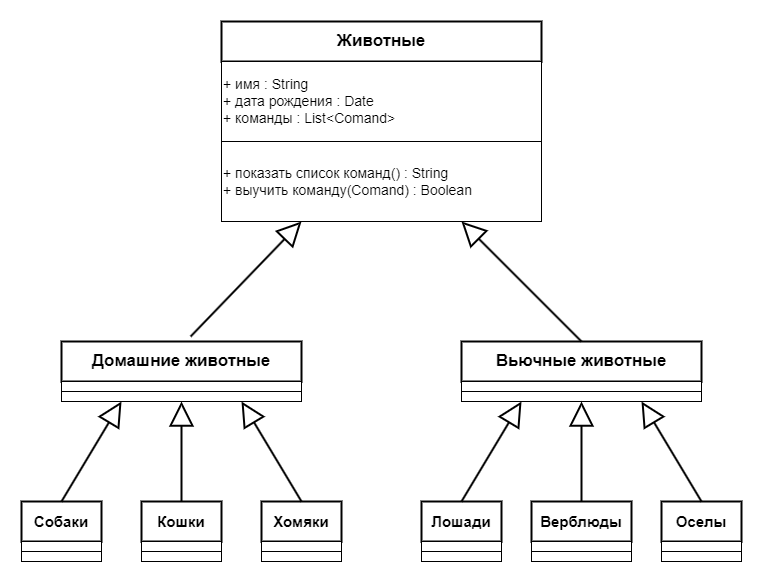 Животные
+ имя : String
+ дата рождения : Date
+ команды : List<Comand>
+ показать список команд() : String
+ выучить команду(Comand) : Boolean
Домашние животные
Вьючные животные
Собаки
Кошки
Хомяки
Лошади
Верблюды
Оселы